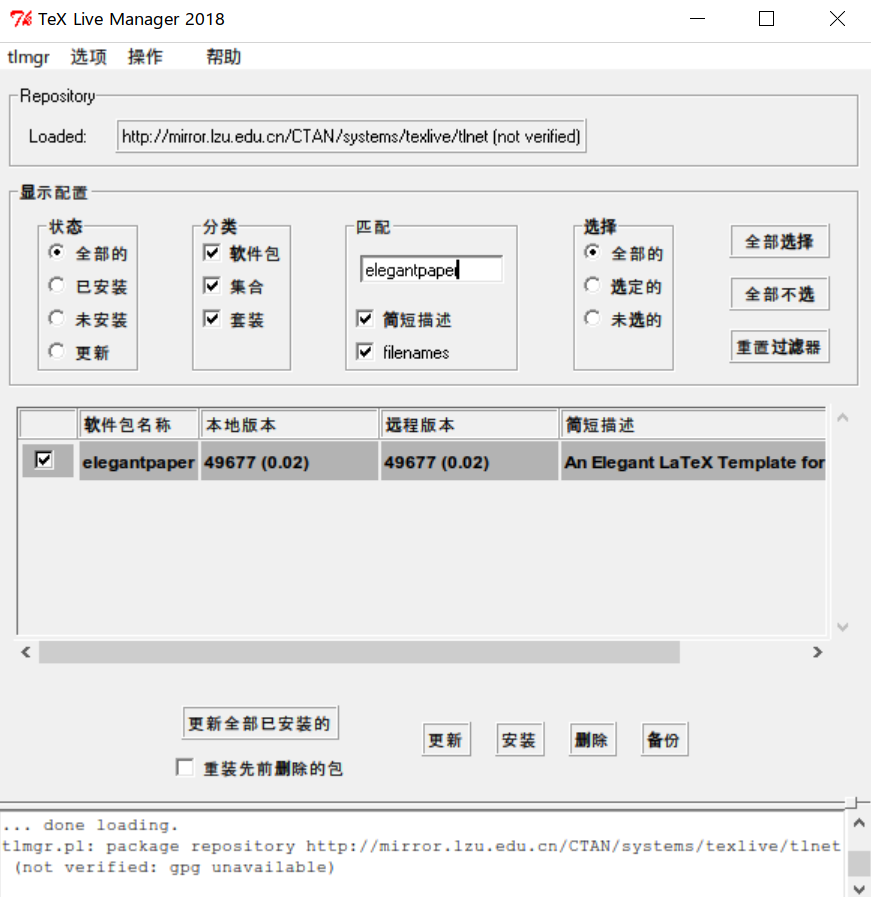 TeX Live Manager 2018
tlmgr 选项 操作 帮助
Repository
Loaded: http://mirror.lzu.edu.cn/CTAN/systems/texlive/tlnet (not verified)
显示配置
状态 分类 匹配 选择
全部的 软件包 elegantpaper 全部的 全部选择
已安装 集合 选定的 全部不选
未安装 套装 简短描述 未选的
更新 filenames 重置过滤器
软件包名称 本地版本 远程版本 简短描述
elegantpaper 49677 (0.02) 49677 (0.02) An Elegant LaTeX Template for
更新全部已安装的
更新 安装 删除 备份
重装先前删除的包
... done loading.
tlmgr.pl: package repository http://mirror.lzu.edu.cn/CTAN/systems/texlive/tlnet
(not verified: gpg unavailable)